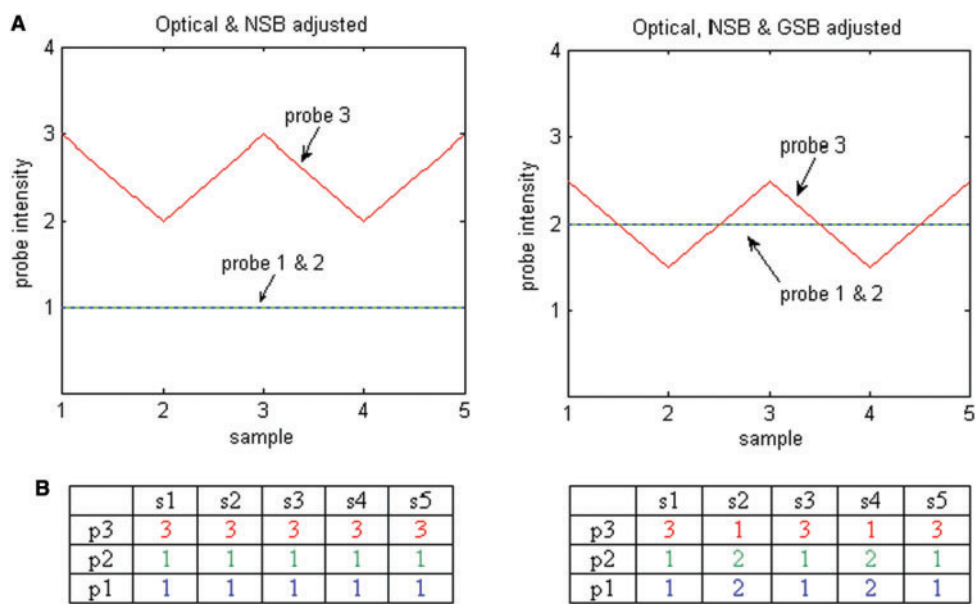 A
Optical & NSB adjusted
4
3
2
1
probe intensity
probe 3
probe 1 & 2
1 2 3 4 5
sample
Optical, NSB & GSB adjusted
4
3
2
1
probe intensity
probe 3
probe 1 & 2
1 2 3 4 5
sample
B
s1 s2 s3 s4 s5
p3 3 3 3 3 3
p2 1 1 1 1 1
p1 1 1 1 1 1
s1 s2 s3 s4 s5
p3 3 1 3 1 3
p2 1 2 1 2 1
p1 1 2 1 2 1